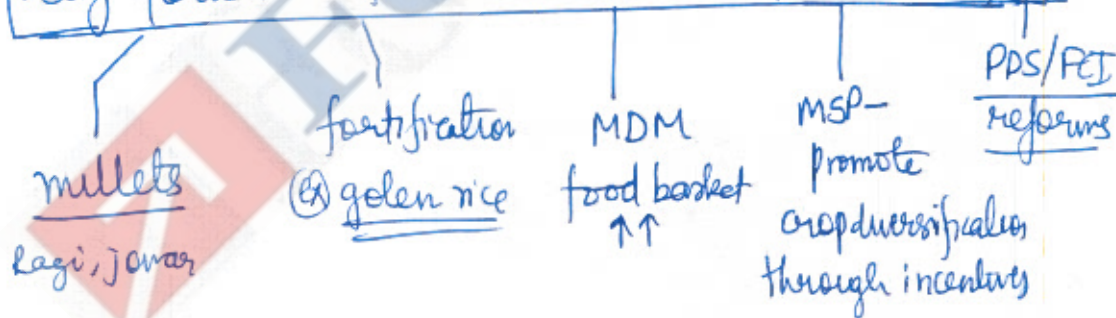 millets
Ragi, jowar
fortification
(ex) golen rice
MDM
food basket
↑↑
MSP-
promote
cropdiversification
through incentives
PDS/FCI
reforms